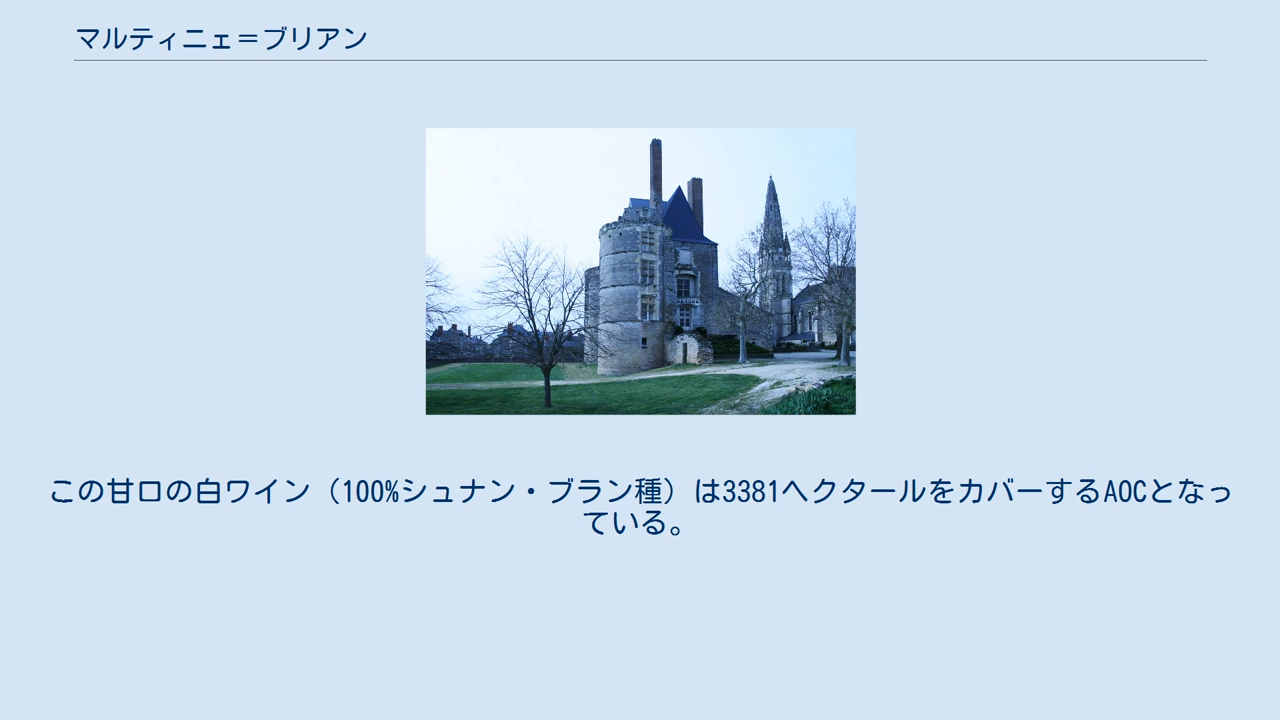 マルティニェ＝ブリアン
この甘口の白ワイン（100%シュナン・ブラン種）は3381ヘクタールをカバーするAOCとなっ
ている。